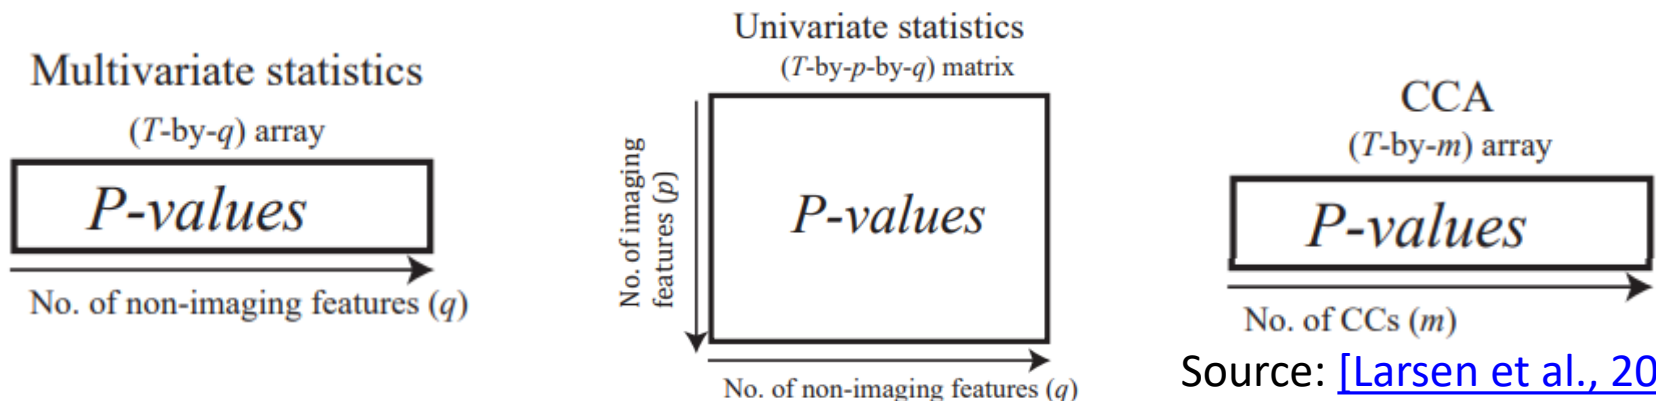 Multivariate statistics
(T-by-q) array
P-values
No. of non-imaging features (q)
Univariate statistics
(T-by-p-by-q) matrix
No. of imaging
features (p)
P-values
No. of non-imaging features (q)
CCA
(T-by-m) array
P-values
No. of CCs (m)
Source: [Larsen et al., 20